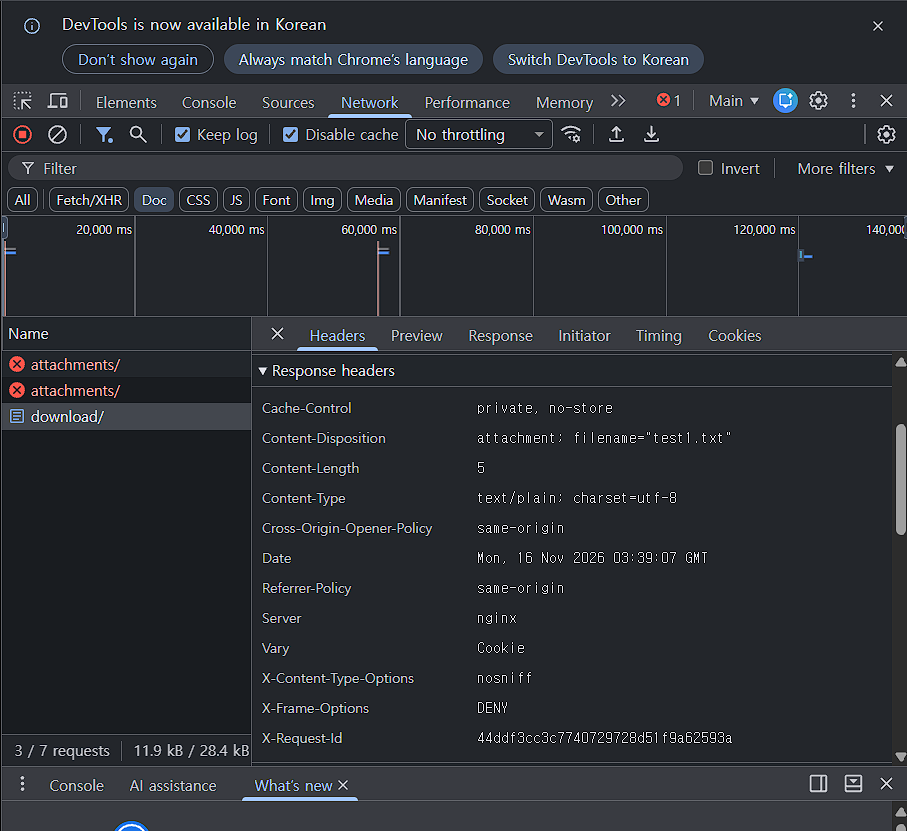 DevTools is now available in Korean
Don't show again Always match Chrome's language Switch DevTools to Korean
Elements Console Sources Network Performance Memory 1 Main
Keep log Disable cache No throttling
Filter Invert More filters
All Fetch/XHR Doc CSS JS Font Img Media Manifest Socket Wasm Other
20,000 ms 40,000 ms 60,000 ms 80,000 ms 100,000 ms 120,000 ms 140,00
Name Headers Preview Response Initiator Timing Cookies
attachments/
attachments/
download/
Response headers
Cache-Control private, no-store
Content-Disposition attachment; filename="test1.txt"
Content-Length 5
Content-Type text/plain; charset=utf-8
Cross-Origin-Opener-Policy same-origin
Date Mon, 16 Nov 2026 03:39:07 GMT
Referrer-Policy same-origin
Server nginx
Vary Cookie
X-Content-Type-Options nosniff
X-Frame-Options DENY
X-Request-Id 44ddf3cc3c7740729728d51f9a62593a
3 / 7 requests 11.9 kB / 28.4 kB
Console AI assistance What's new